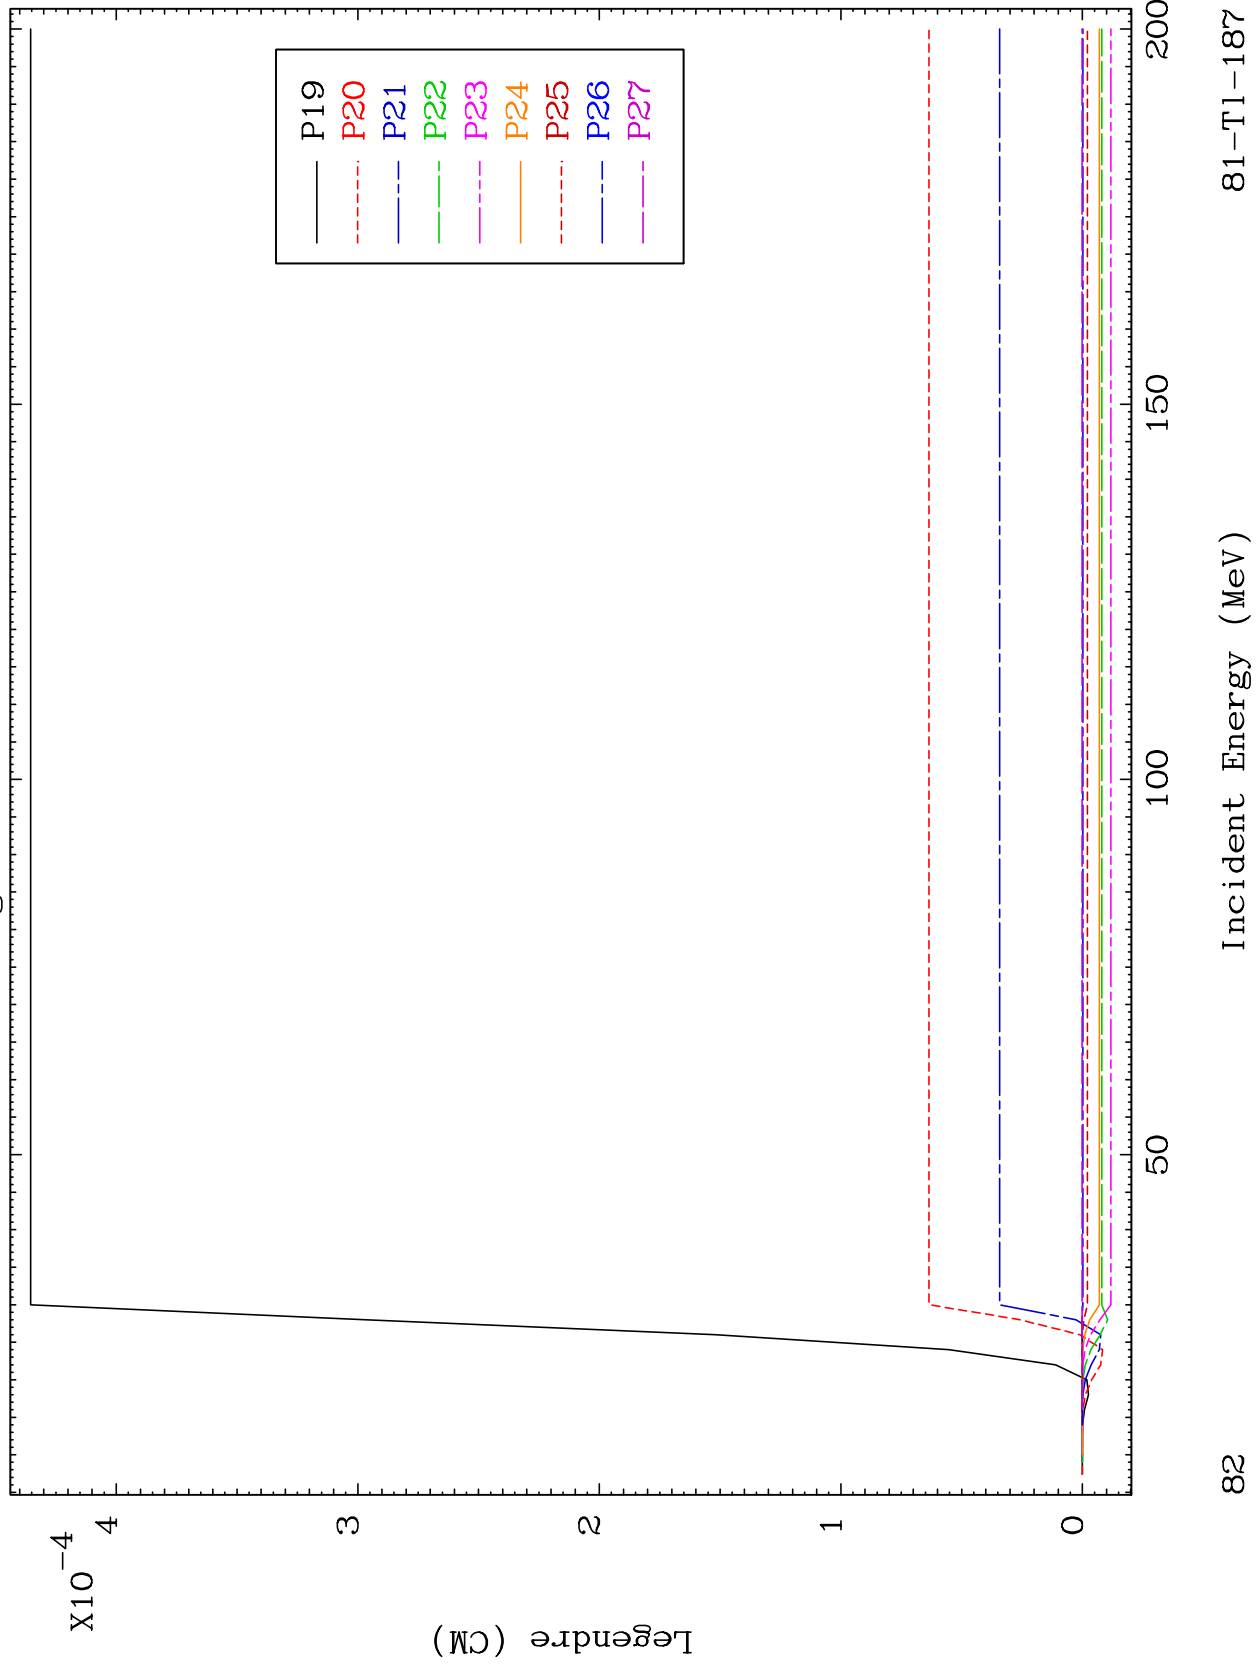 X10-4
4
3
2
1
0
Legendre (CM)
P19
P20
P21
P22
P23
P24
P25
P26
P27
50
100
150
200
Incident Energy (MeV)
82
81-Tl-187